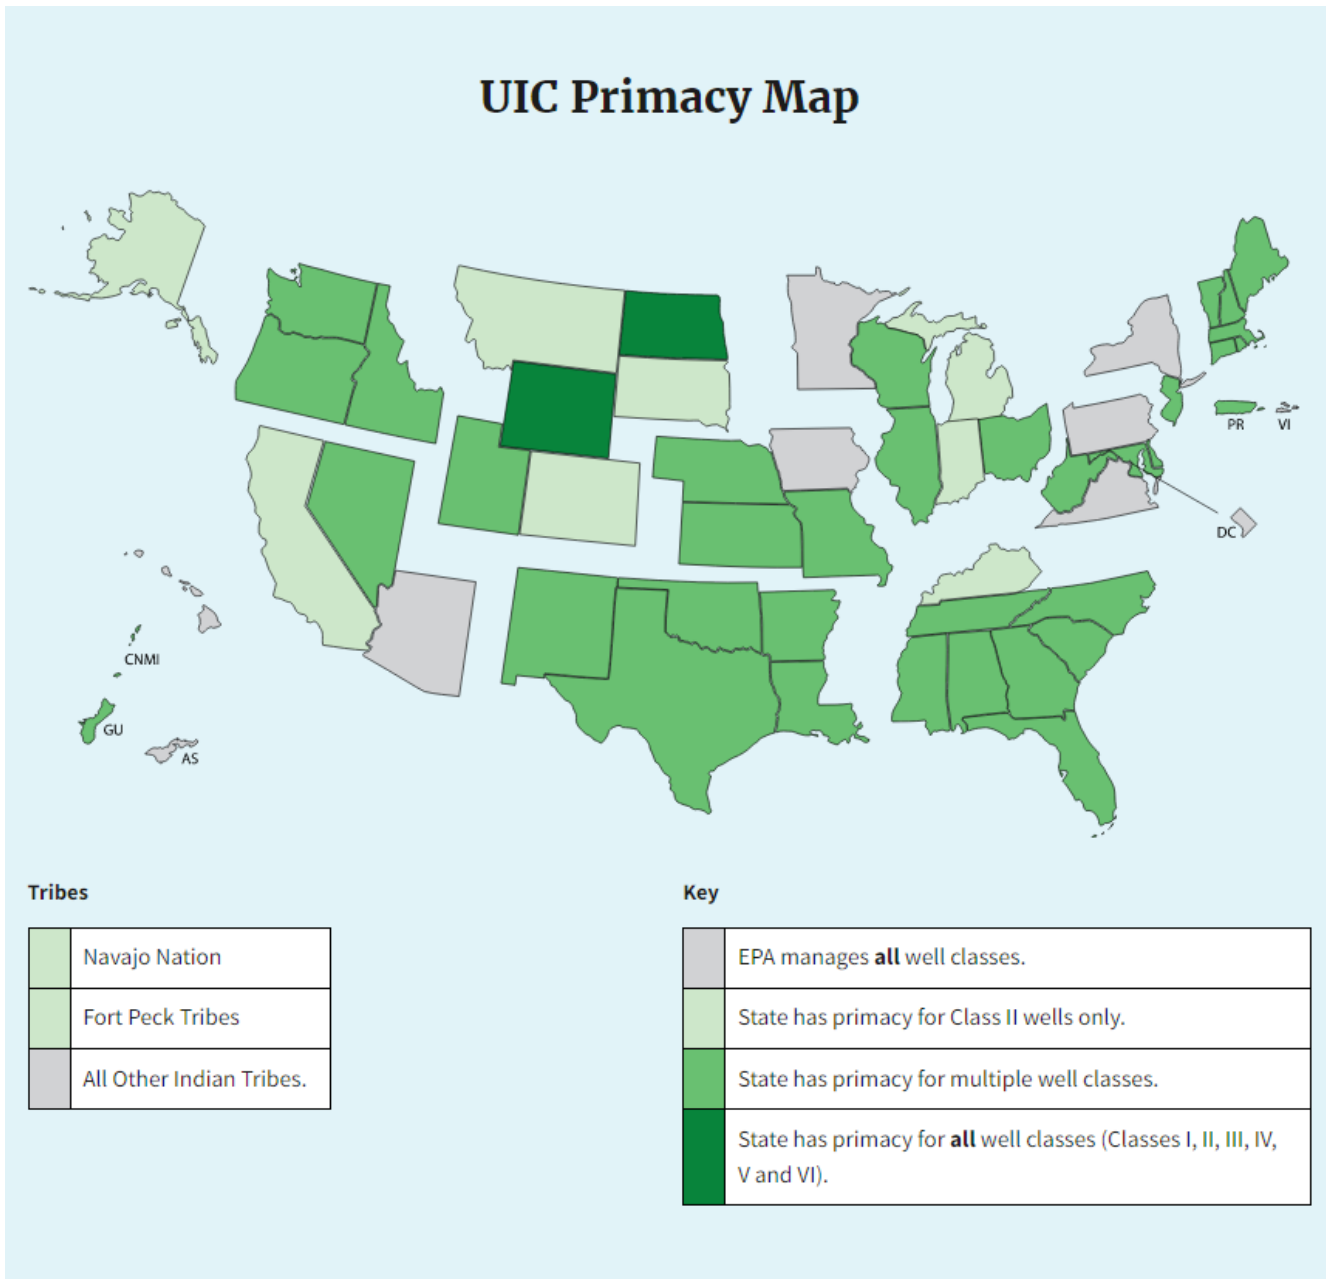 UIC Primacy Map
PR
VI
DC
CNMI
GU
AS
Tribes
Navajo Nation
Fort Peck Tribes
All Other Indian Tribes.
Key
EPA manages all well classes.
State has primacy for Class II wells only.
State has primacy for multiple well classes.
State has primacy for all well classes (Classes I, II, III, IV,
V and VI).